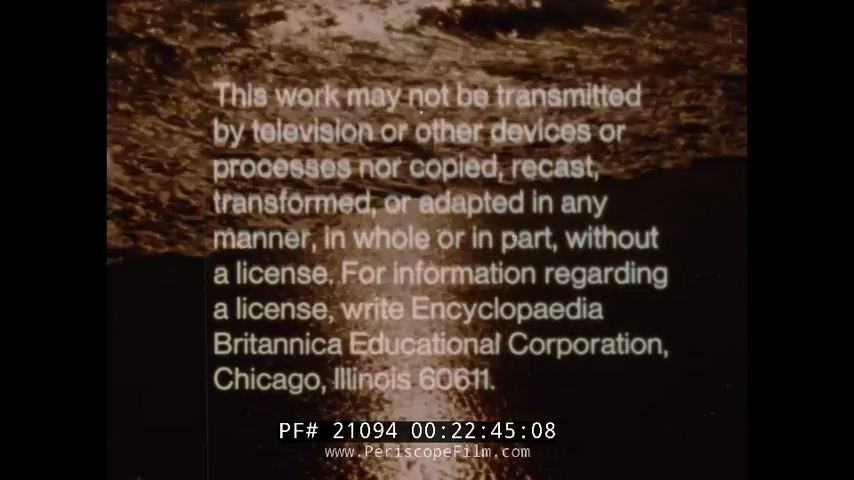 This work may not be transmitted
by television or other devices or
processes nor copied, recast,
transformed, or adapted in any
manner, in whole or in part, without
a license. For information regarding
a license, write Encyclopaedia
Britannica Educational Corporation,
Chicago, Illinois 60611.
PF# 21094 00:22:45:08
www.PeriscopeFilm.com